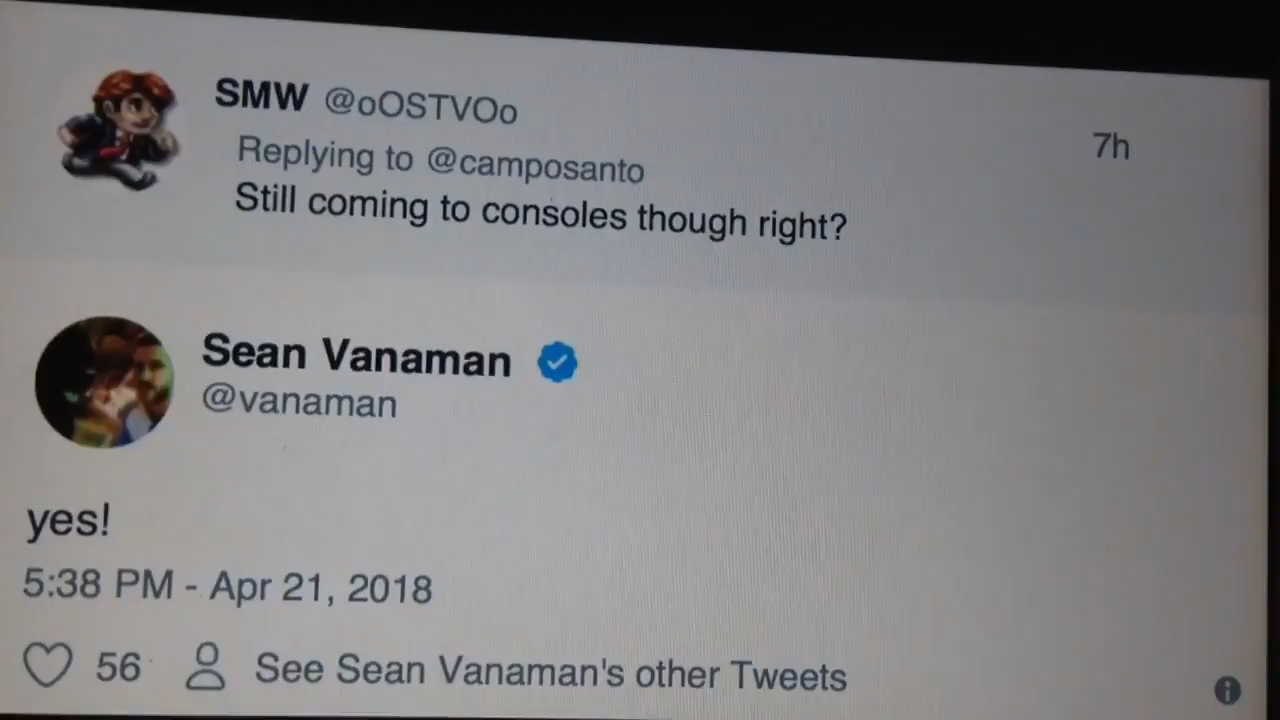 SMW @oOSTVOo
7h
Replying to @camposanto
Still coming to consoles though right?
Sean Vanaman
@vanaman
yes!
5:38 PM - Apr 21, 2018
56 See Sean Vanaman's other Tweets